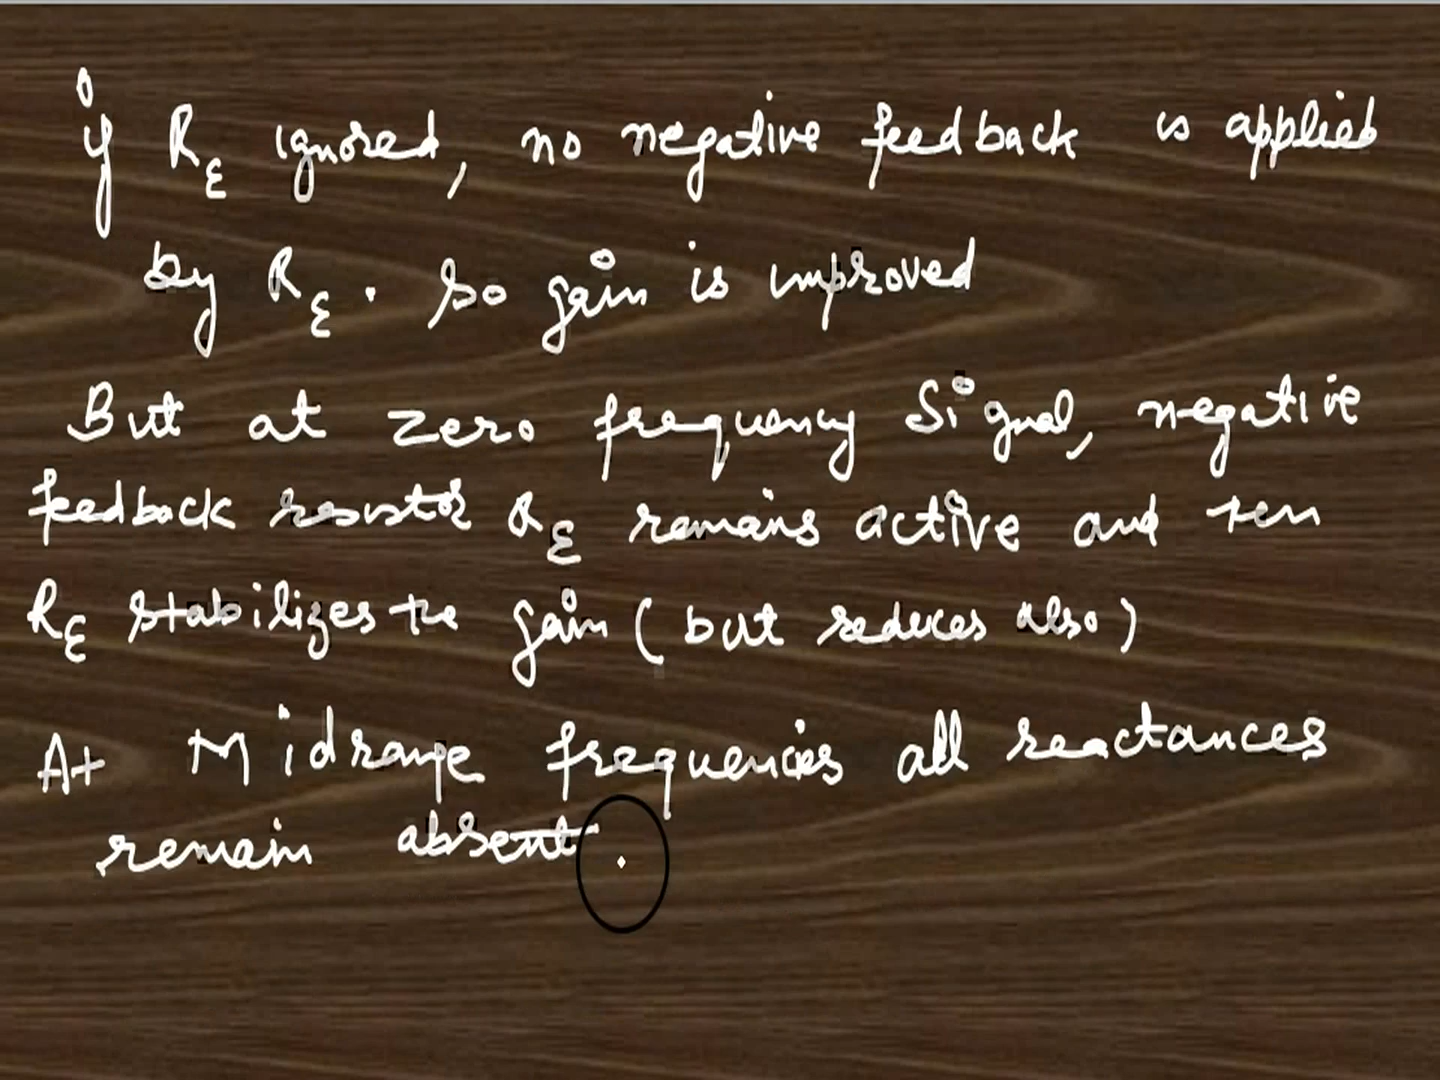 if RE ignored, no negative feedback is applied
by RE. So gain is improved
But at zero frequency Signal, negative
feedback resistor RE remains active and ten
RE stabilizes the gain (but reduces also)
At Midrange frequencies all reactances
remain absent.